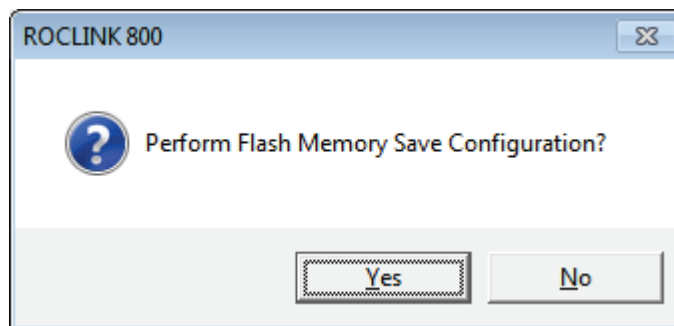 ROCLINK 800
Perform Flash Memory Save Configuration?
Yes
No